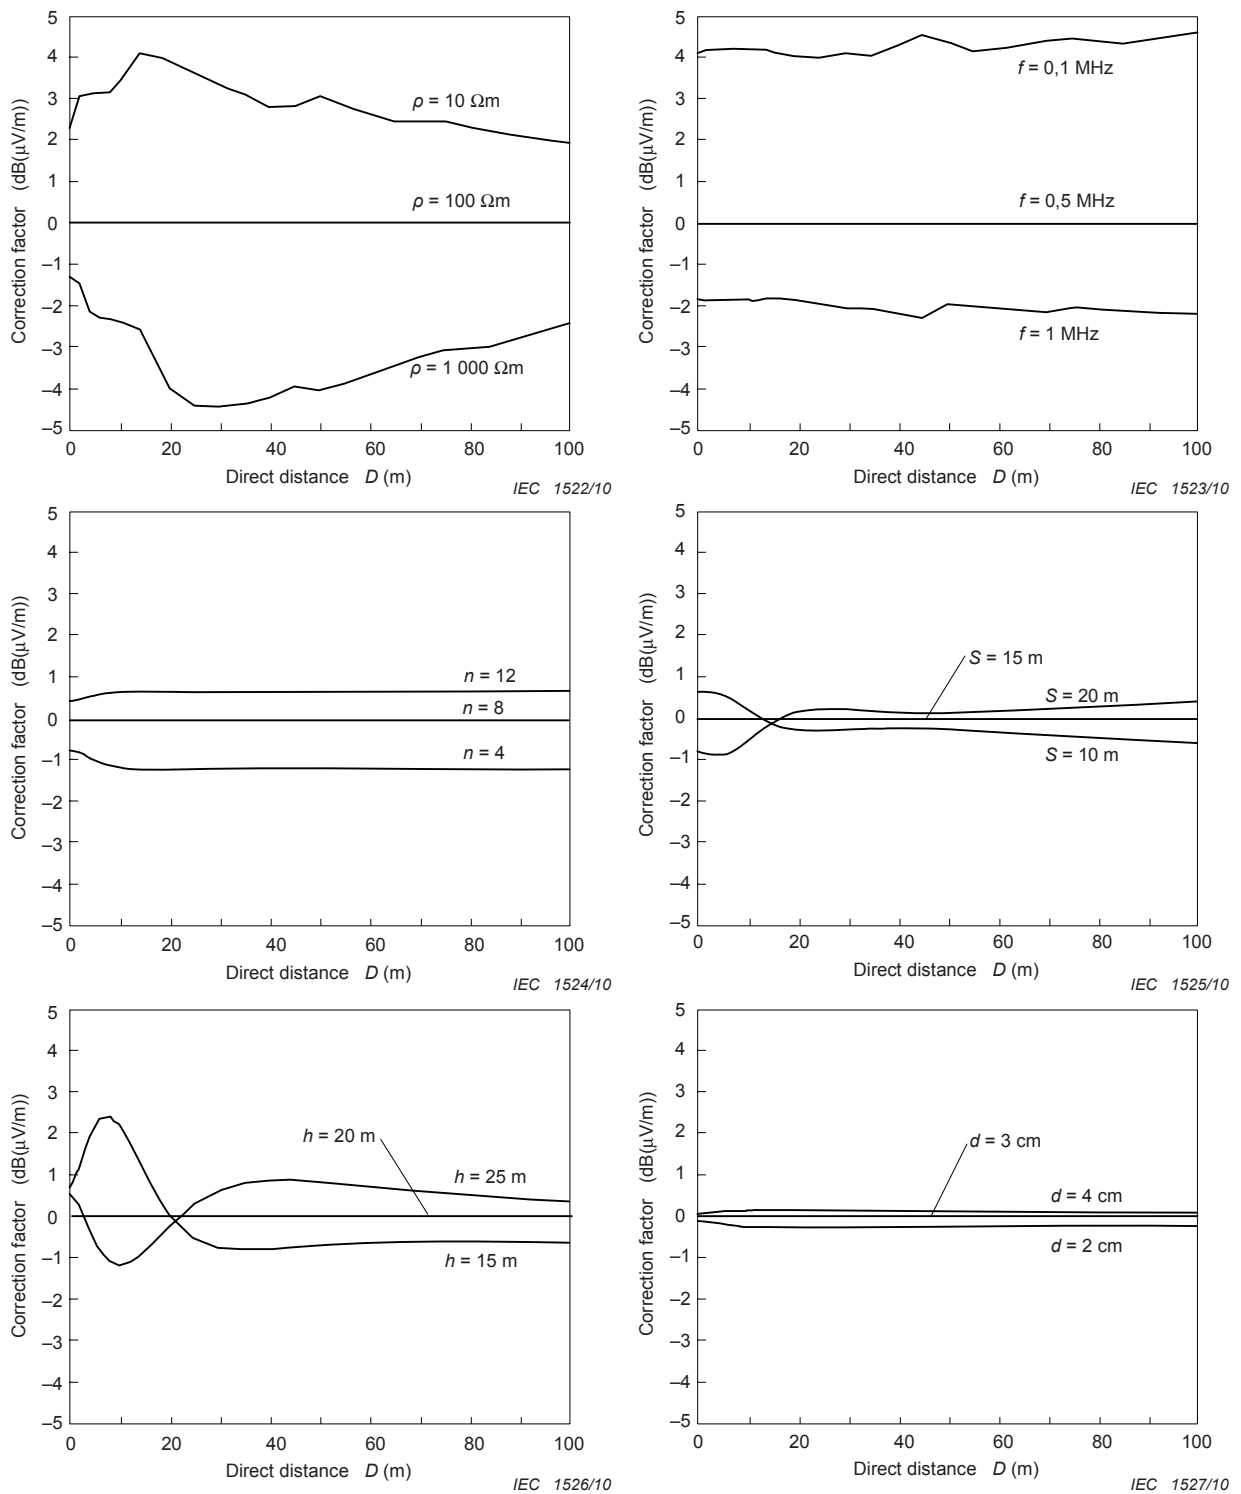 5
4
3
2
1
0
–1
–2
–3
–4
–5
Correction factor (dB(μV/m))
ρ = 10 Ωm
ρ = 100 Ωm
ρ = 1 000 Ωm
0 20 40 60 80 100
Direct distance D (m)
IEC 1522/10
5
4
3
2
1
0
–1
–2
–3
–4
–5
Correction factor (dB(μV/m))
f = 0,1 MHz
f = 0,5 MHz
f = 1 MHz
0 20 40 60 80 100
Direct distance D (m)
IEC 1523/10
5
4
3
2
1
0
–1
–2
–3
–4
–5
Correction factor (dB(μV/m))
n = 12
n = 8
n = 4
0 20 40 60 80 100
Direct distance D (m)
IEC 1524/10
5
4
3
2
1
0
–1
–2
–3
–4
–5
Correction factor (dB(μV/m))
S = 15 m
S = 20 m
S = 10 m
0 20 40 60 80 100
Direct distance D (m)
IEC 1525/10
5
4
3
2
1
0
–1
–2
–3
–4
–5
Correction factor (dB(μV/m))
h = 20 m
h = 25 m
h = 15 m
0 20 40 60 80 100
Direct distance D (m)
IEC 1526/10
5
4
3
2
1
0
–1
–2
–3
–4
–5
Correction factor (dB(μV/m))
d = 3 cm
d = 4 cm
d = 2 cm
0 20 40 60 80 100
Direct distance D (m)
IEC 1527/10